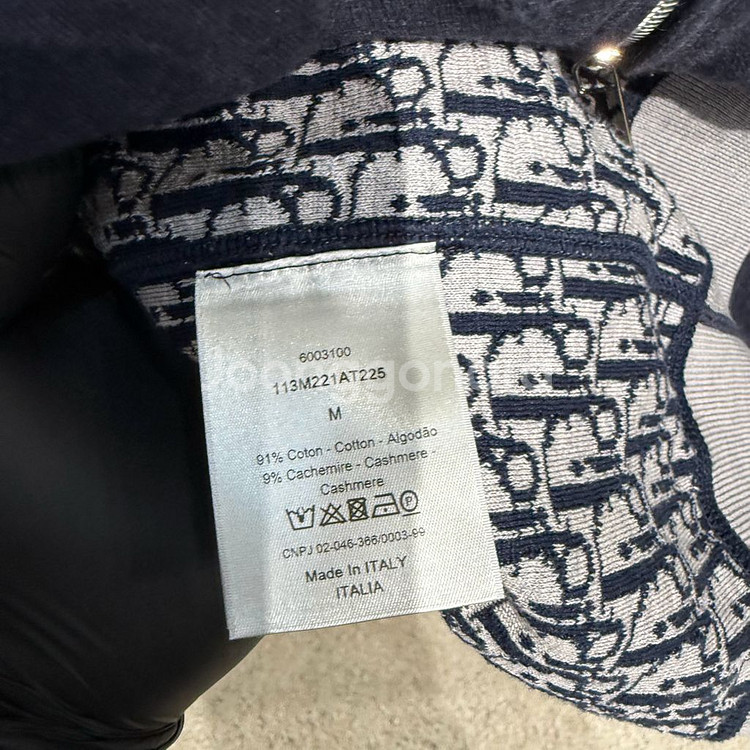 6003100
113M221AT225
M
91% Coton - Cotton - Algodão
9% Cachemire - Cashmere -
Cashmere
P
CNPJ 02-046-366/0003-99
Made In ITALY
ITALIA